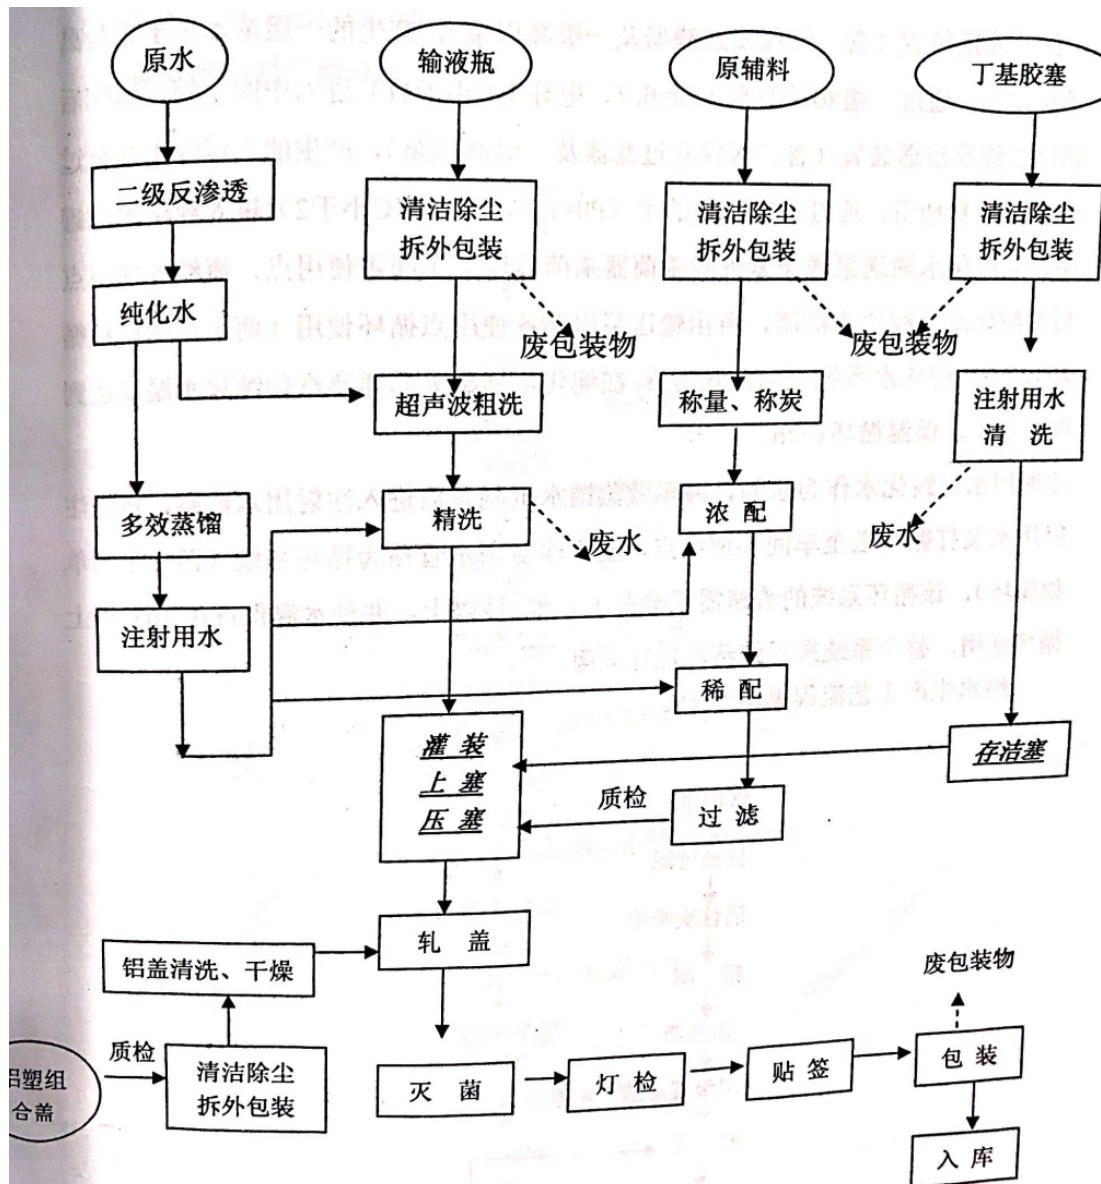 原水
输液瓶
原辅料
丁基胶塞
二级反渗透
清洁除尘
拆外包装
清洁除尘
拆外包装
清洁除尘
拆外包装
纯化水
废包装物
废包装物
超声波粗洗
称量、称炭
注射用水
清 洗
多效蒸馏
精洗
浓 配
废水
废水
注射用水
稀 配
灌 装
上 塞
压 塞
存洁塞
质检
过 滤
轧 盖
铝盖清洗、干燥
废包装物
质检
塑组
合盖
清洁除尘
拆外包装
灭 菌
灯 检
贴 签
包 装
入 库